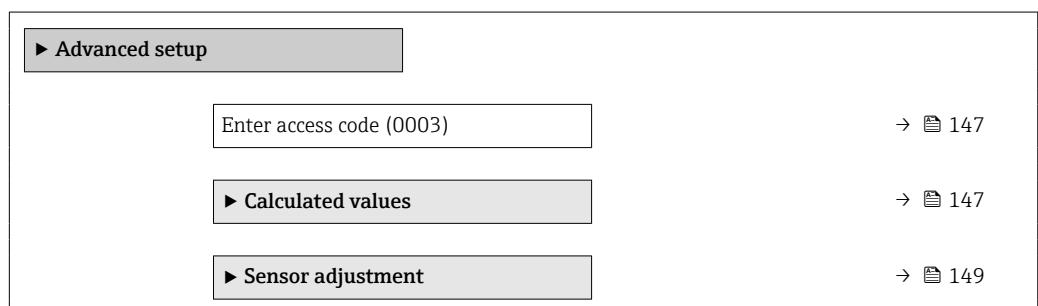 ▶ Advanced setup
Enter access code (0003) → 147
▶ Calculated values → 147
▶ Sensor adjustment → 149